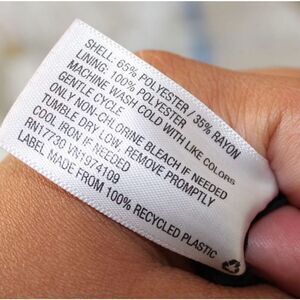 SHELL: 65% POLYESTER / 35% RAYON
LINING: 100% POLYESTER
MACHINE WASH COLD WITH LIKE COLORS
GENTLE CYCLE
ONLY NON-CHLORINE BLEACH IF NEEDED
TUMBLE DRY LOW. REMOVE PROMPTLY
COOL IRON IF NEEDED
RN17730 VN1974109
LABEL MADE FROM 100% RECYCLED PLASTIC